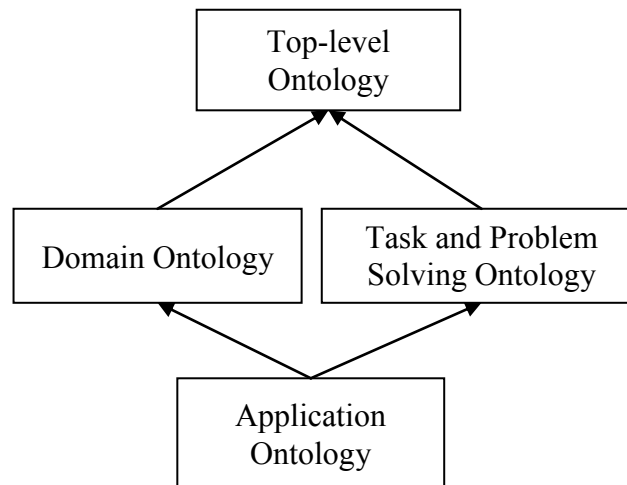 Top-level
Ontology
Domain Ontology
Task and Problem
Solving Ontology
Application
Ontology